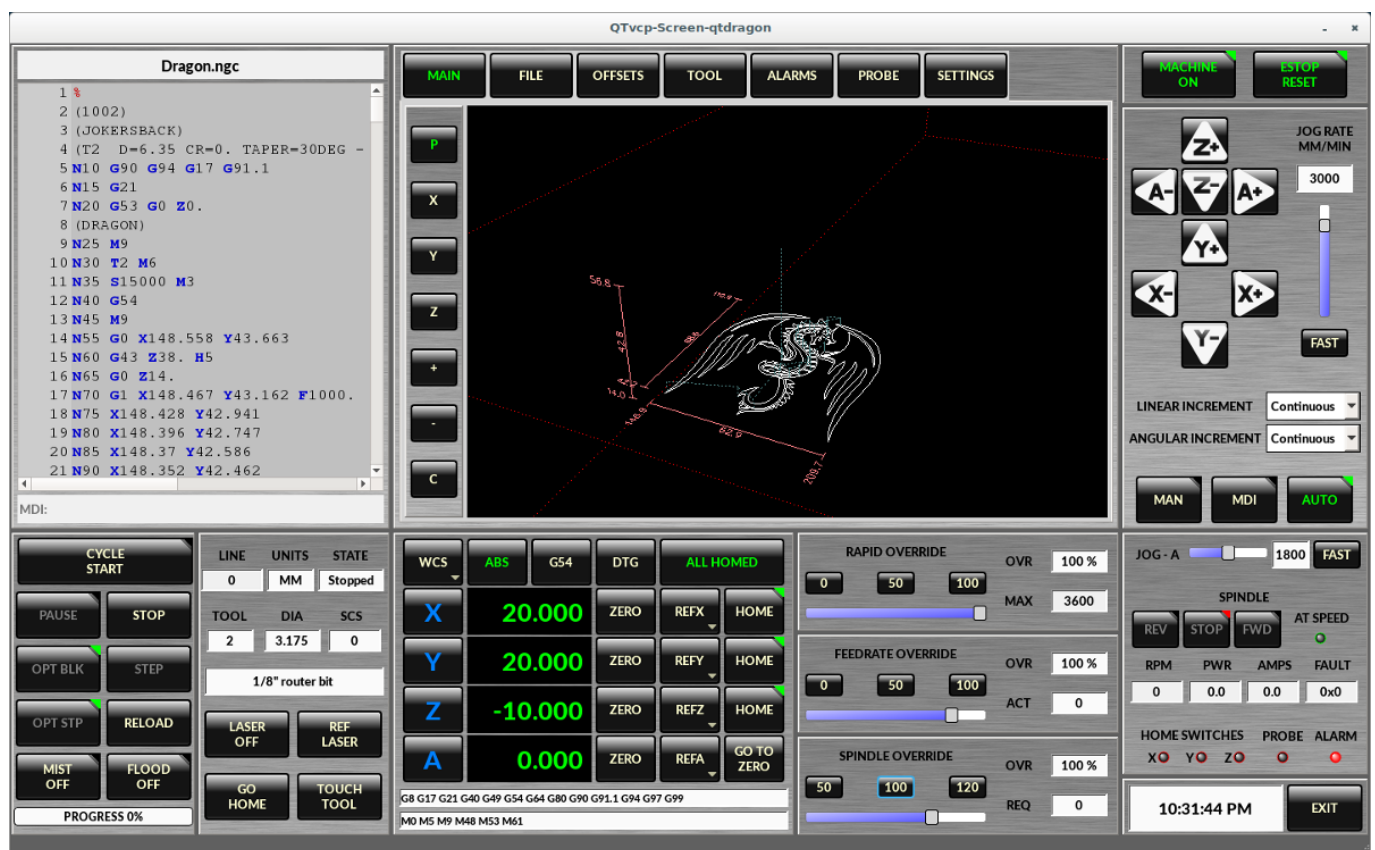 QTvcp-Screen-qtdragon
Dragon.ngc
1 %
2 (1002)
3 (JOKERSBACK)
4 (T2 D=6.35 CR=0. TAPER=30DEG -
5 N10 G90 G94 G17 G91.1
6 N15 G21
7 N20 G53 G0 Z0.
8 (DRAGON)
9 N25 M9
10 N30 T2 M6
11 N35 S15000 M3
12 N40 G54
13 N45 M9
14 N55 G0 X148.558 Y43.663
15 N60 G43 Z38. H5
16 N65 G0 Z14.
17 N70 G1 X148.467 Y43.162 F1000.
18 N75 X148.428 Y42.941
19 N80 X148.396 Y42.747
20 N85 X148.37 Y42.586
21 N90 X148.352 Y42.462
MDI:
MAIN FILE OFFSETS TOOL ALARMS PROBE SETTINGS
P
X
Y
Z
+
-
C
56.8
42.8
14.0
44.2
146.9
62.9
209.7
MACHINE ON
ESTOP RESET
JOG RATE
MM/MIN
3000
Z+
A- Z- A+
Y+
X- X+
Y-
FAST
LINEAR INCREMENT Continuous
ANGULAR INCREMENT Continuous
MAN MDI AUTO
CYCLE
START
PAUSE STOP
OPT BLK STEP
OPT STP RELOAD
MIST OFF
FLOOD OFF
PROGRESS 0%
LINE UNITS STATE
0 MM Stopped
TOOL DIA SCS
2 3.175 0
1/8" router bit
LASER OFF
REF LASER
GO HOME
TOUCH TOOL
WCS ABS G54 DTG ALL HOMED
X 20.000 ZERO REFX HOME
Y 20.000 ZERO REFY HOME
Z -10.000 ZERO REFZ HOME
A 0.000 ZERO REFA GO TO ZERO
G8 G17 G21 G40 G49 G54 G64 G80 G90 G91.1 G94 G97 G99
M0 M5 M9 M48 M53 M61
RAPID OVERRIDE OVR 100 %
0 50 100
MAX 3600
FEEDRATE OVERRIDE OVR 100 %
0 50 100
ACT 0
SPINDLE OVERRIDE OVR 100 %
50 100 120
REQ 0
JOG - A 1800 FAST
SPINDLE
REV STOP FWD AT SPEED
RPM PWR AMPS FAULT
0 0.0 0.0 0x0
HOME SWITCHES PROBE ALARM
X Y Z
10:31:44 PM EXIT